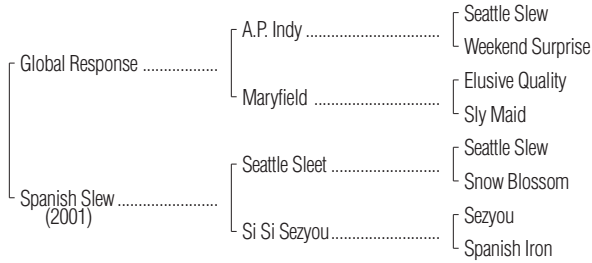 Seattle Slew
A.P. Indy ..............................
Weekend Surprise
Global Response .................
Elusive Quality
Maryfield ............................
Sly Maid
Seattle Slew
Seattle Sleet ........................
Snow Blossom
Spanish Slew ......................
(2001)
Sezyou
Si Si Sezyou........................
Spanish Iron